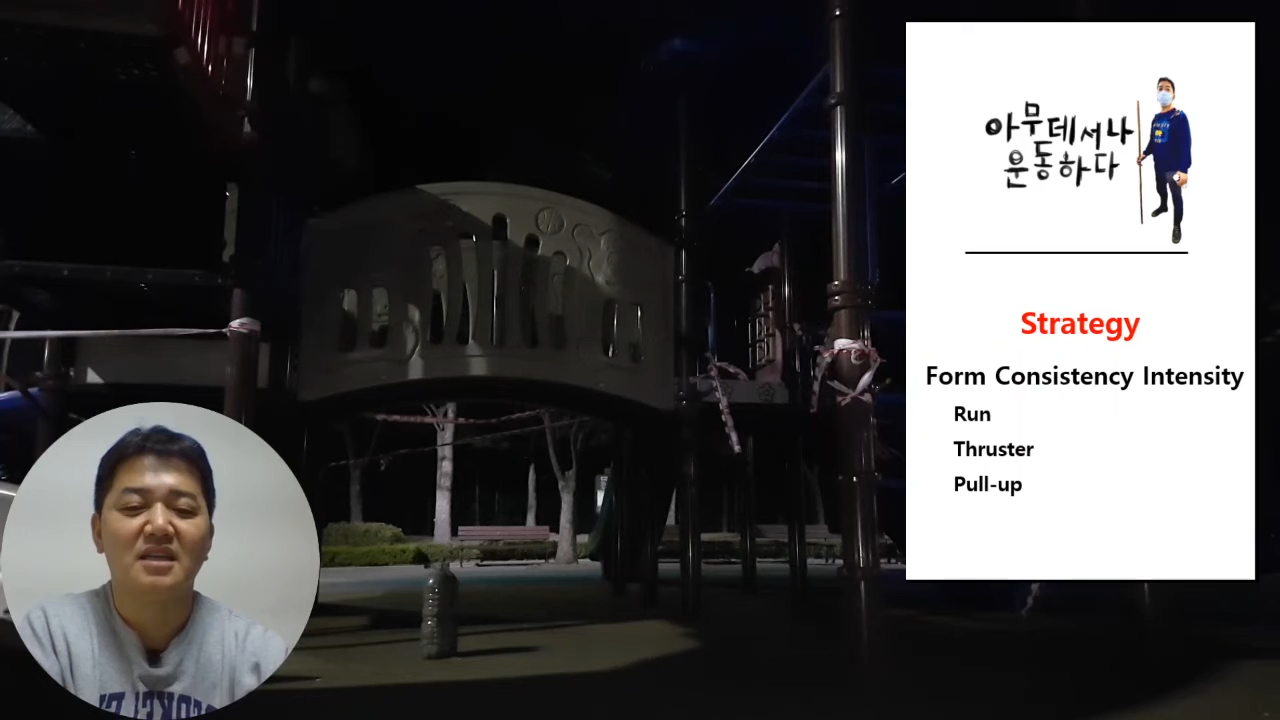 아무데서나
운동하다
Strategy
Form Consistency Intensity
Run
Thruster
Pull-up